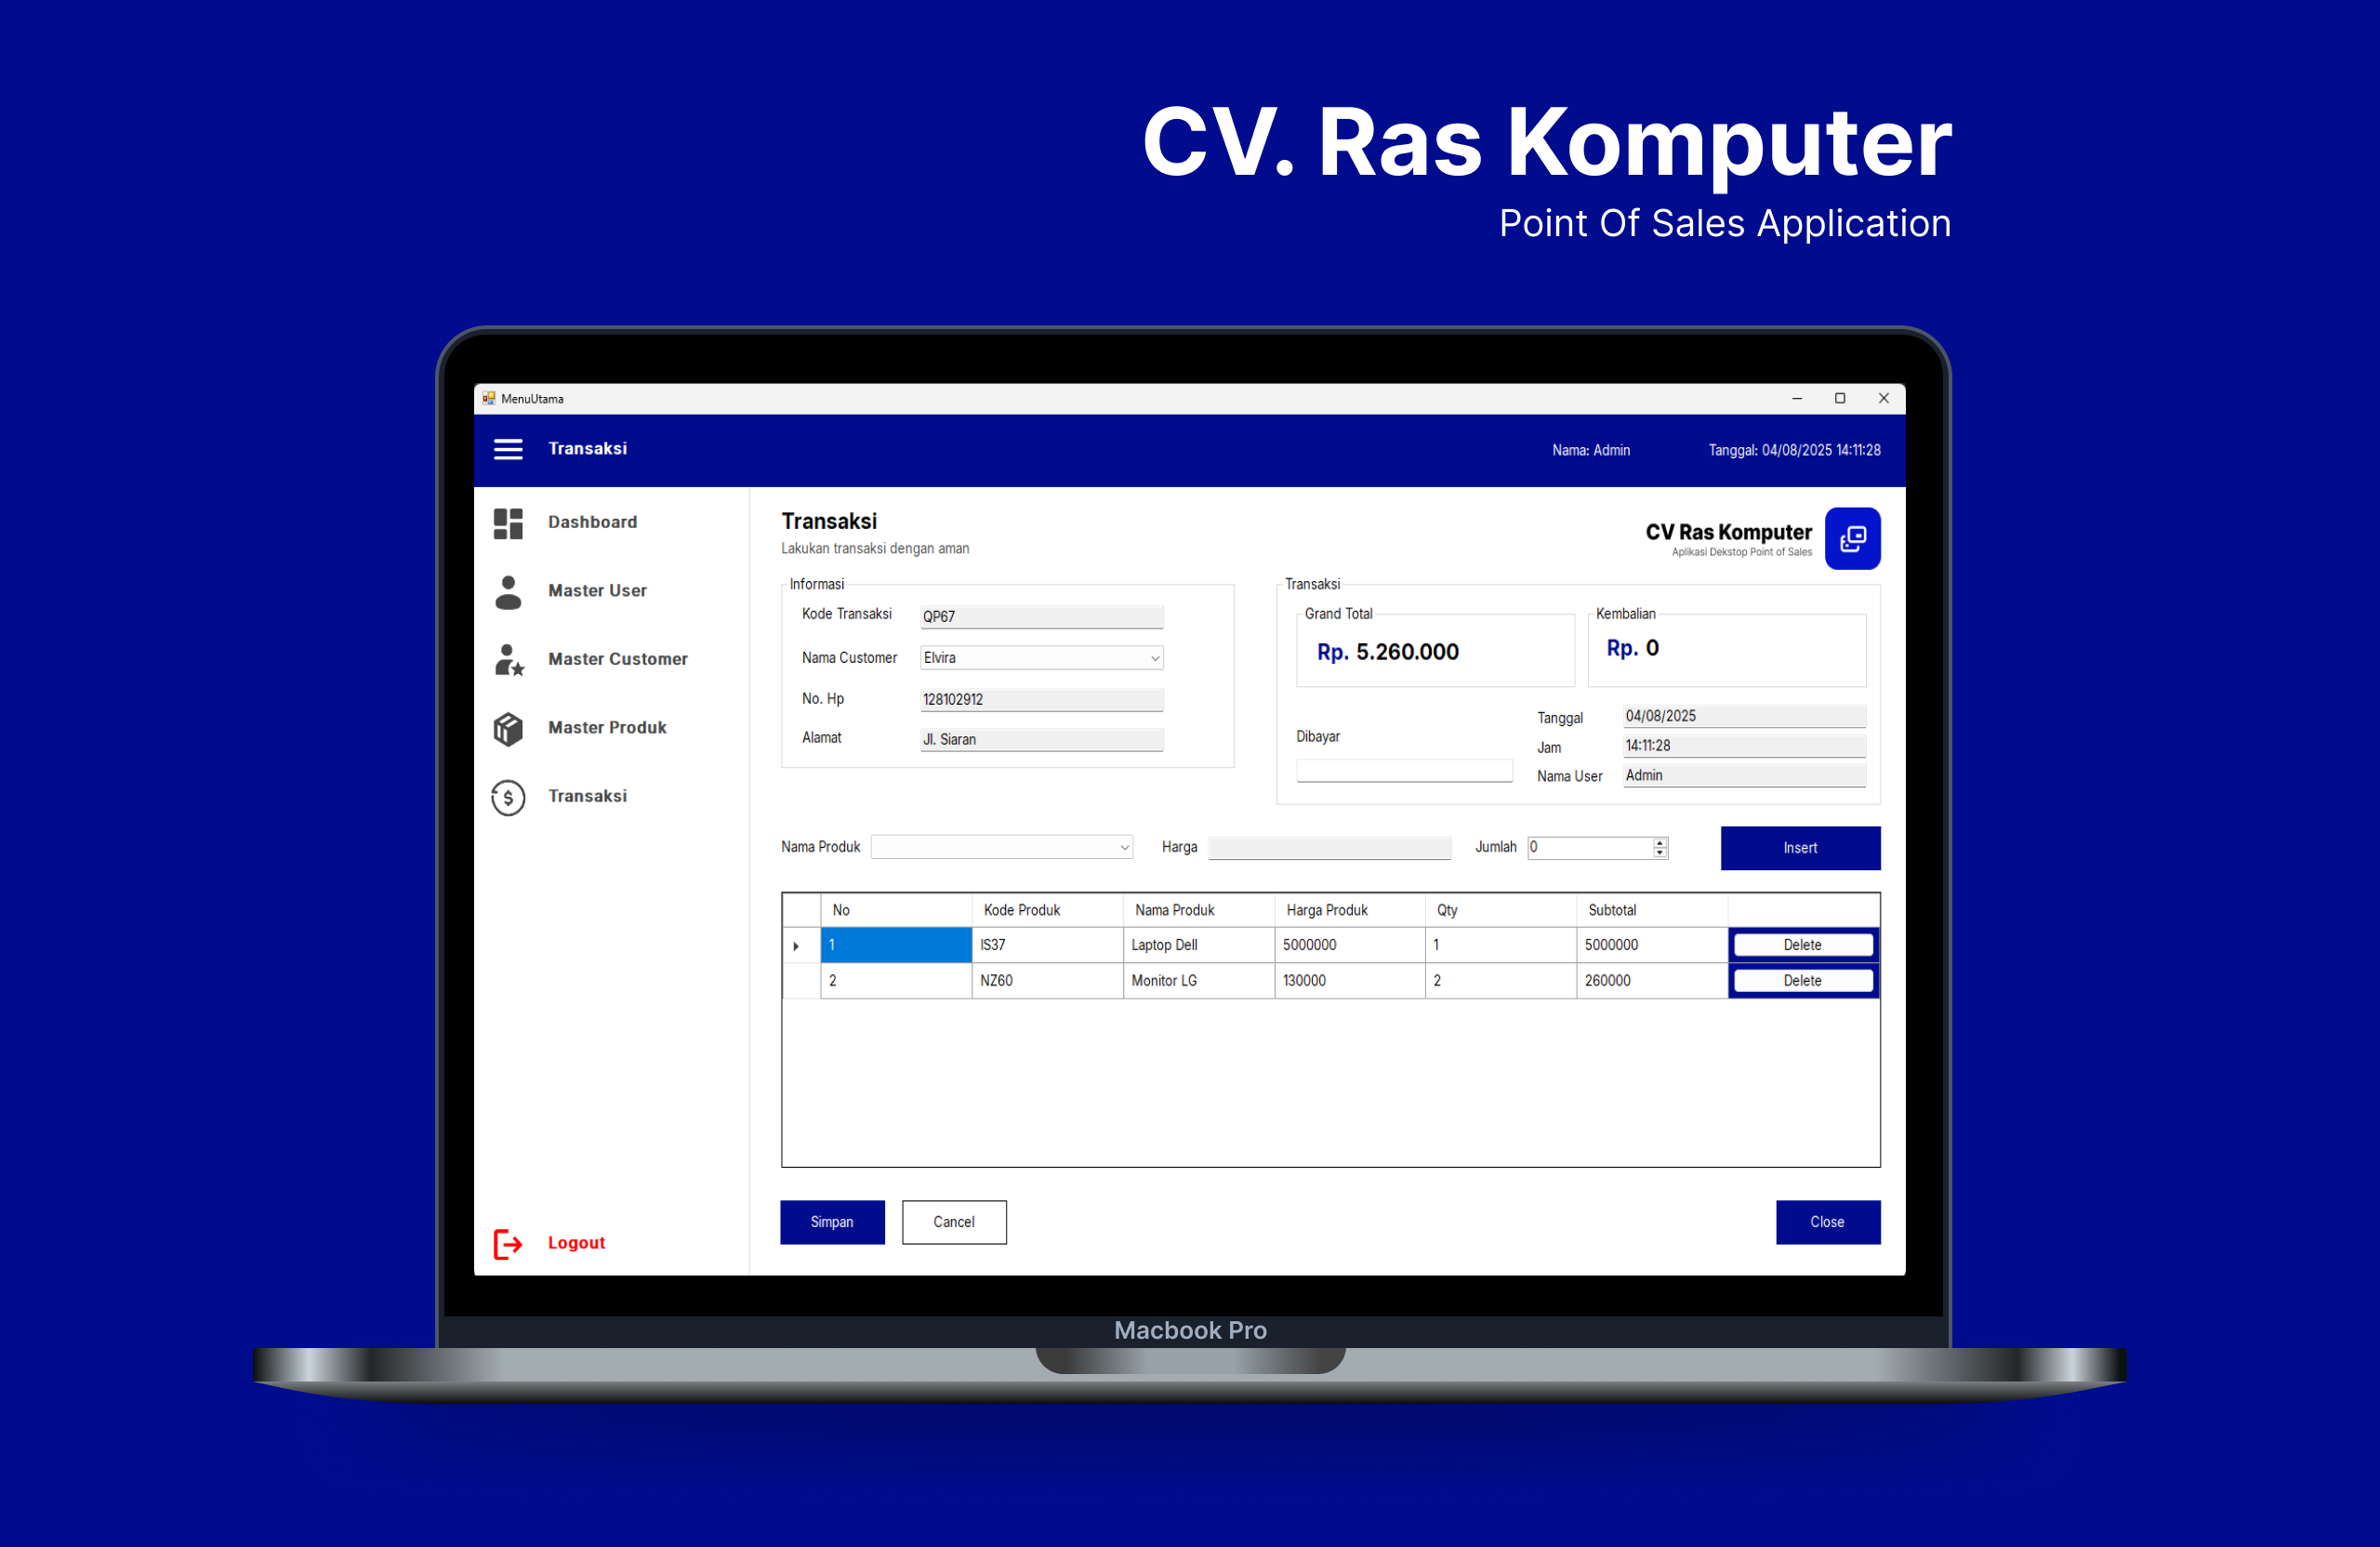 CV. Ras Komputer
Point Of Sales Application
MenuUtama
Transaksi
Nama: Admin
Tanggal: 04/08/2025 14:11:28
Dashboard
Master User
Master Customer
Master Produk
Transaksi
Logout
Transaksi
Lakukan transaksi dengan aman
CV Ras Komputer
Aplikasi Dekstop Point of Sales
Informasi
Kode Transaksi QP67
Nama Customer Elvira
No. Hp 128102912
Alamat Jl. Siaran
Transaksi
Grand Total
Rp. 5.260.000
Kembalian
Rp. 0
Dibayar
Tanggal 04/08/2025
Jam 14:11:28
Nama User Admin
Nama Produk Harga Jumlah 0 Insert
No Kode Produk Nama Produk Harga Produk Qty Subtotal
1 IS37 Laptop Dell 5000000 1 5000000 Delete
2 NZ60 Monitor LG 130000 2 260000 Delete
Simpan Cancel Close
Macbook Pro